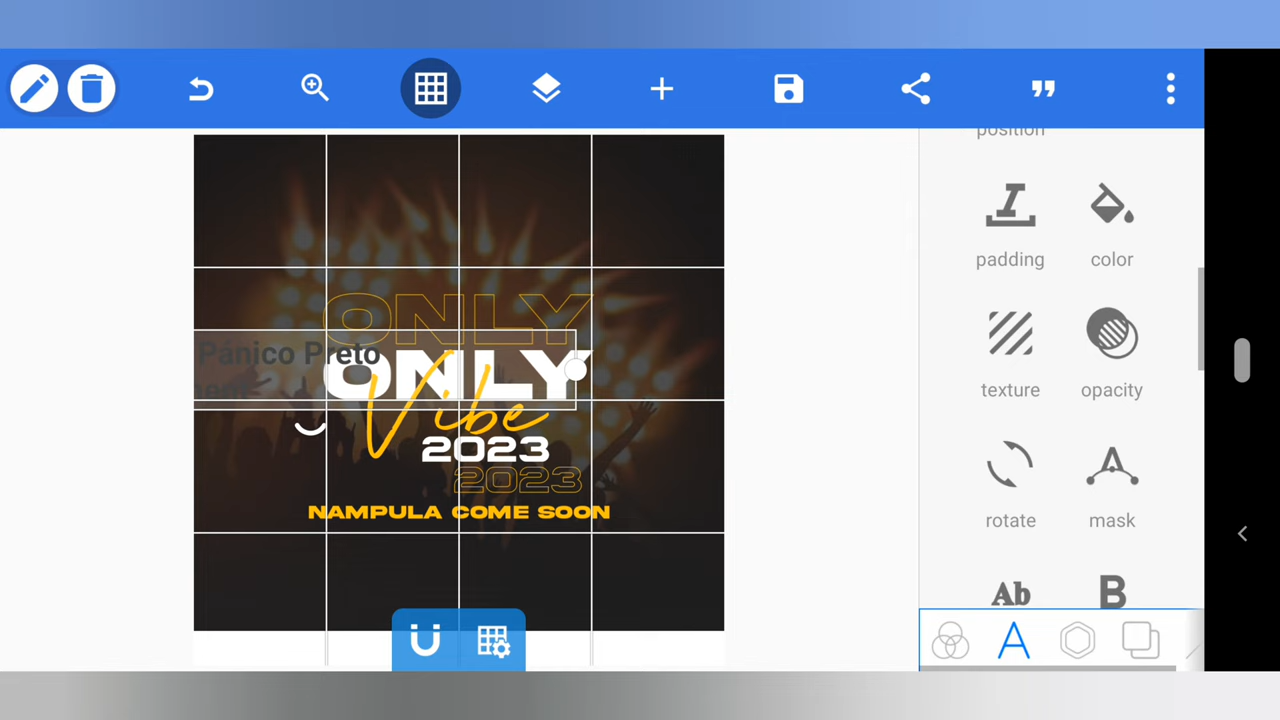 position
padding
color
texture
opacity
rotate
mask
Ab
B
ONLY
Pánico Preto
ONLY
Vibe
2023
2023
NAMPULA COME SOON